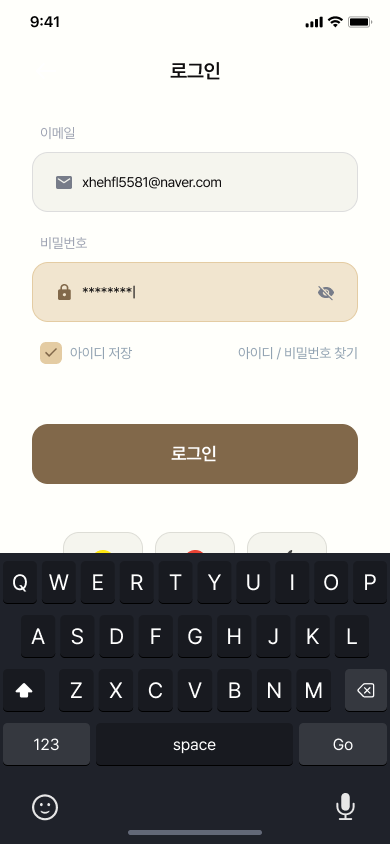 9:41
로그인
이메일
xhehfl5581@naver.com
비밀번호
********
아이디 저장
아이디 / 비밀번호 찾기
로그인
Q W E R T Y U I O P
A S D F G H J K L
Z X C V B N M
123 space Go